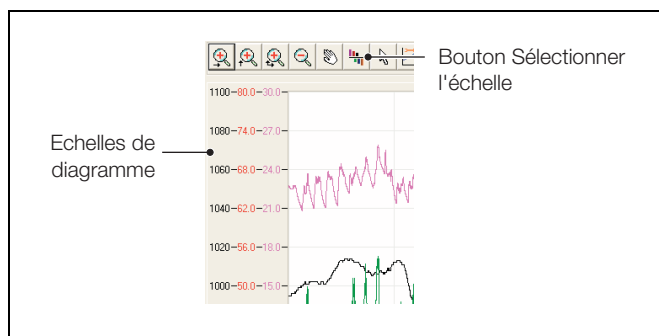 Bouton Sélectionner
l'échelle
1100-80.0-30.0-
Echelles de
diagramme
1080-74.0-27.0-
1060-68.0-24.0-
1040-62.0-21.0-
1020-56.0-18.0-
1000-50.0-15.0-